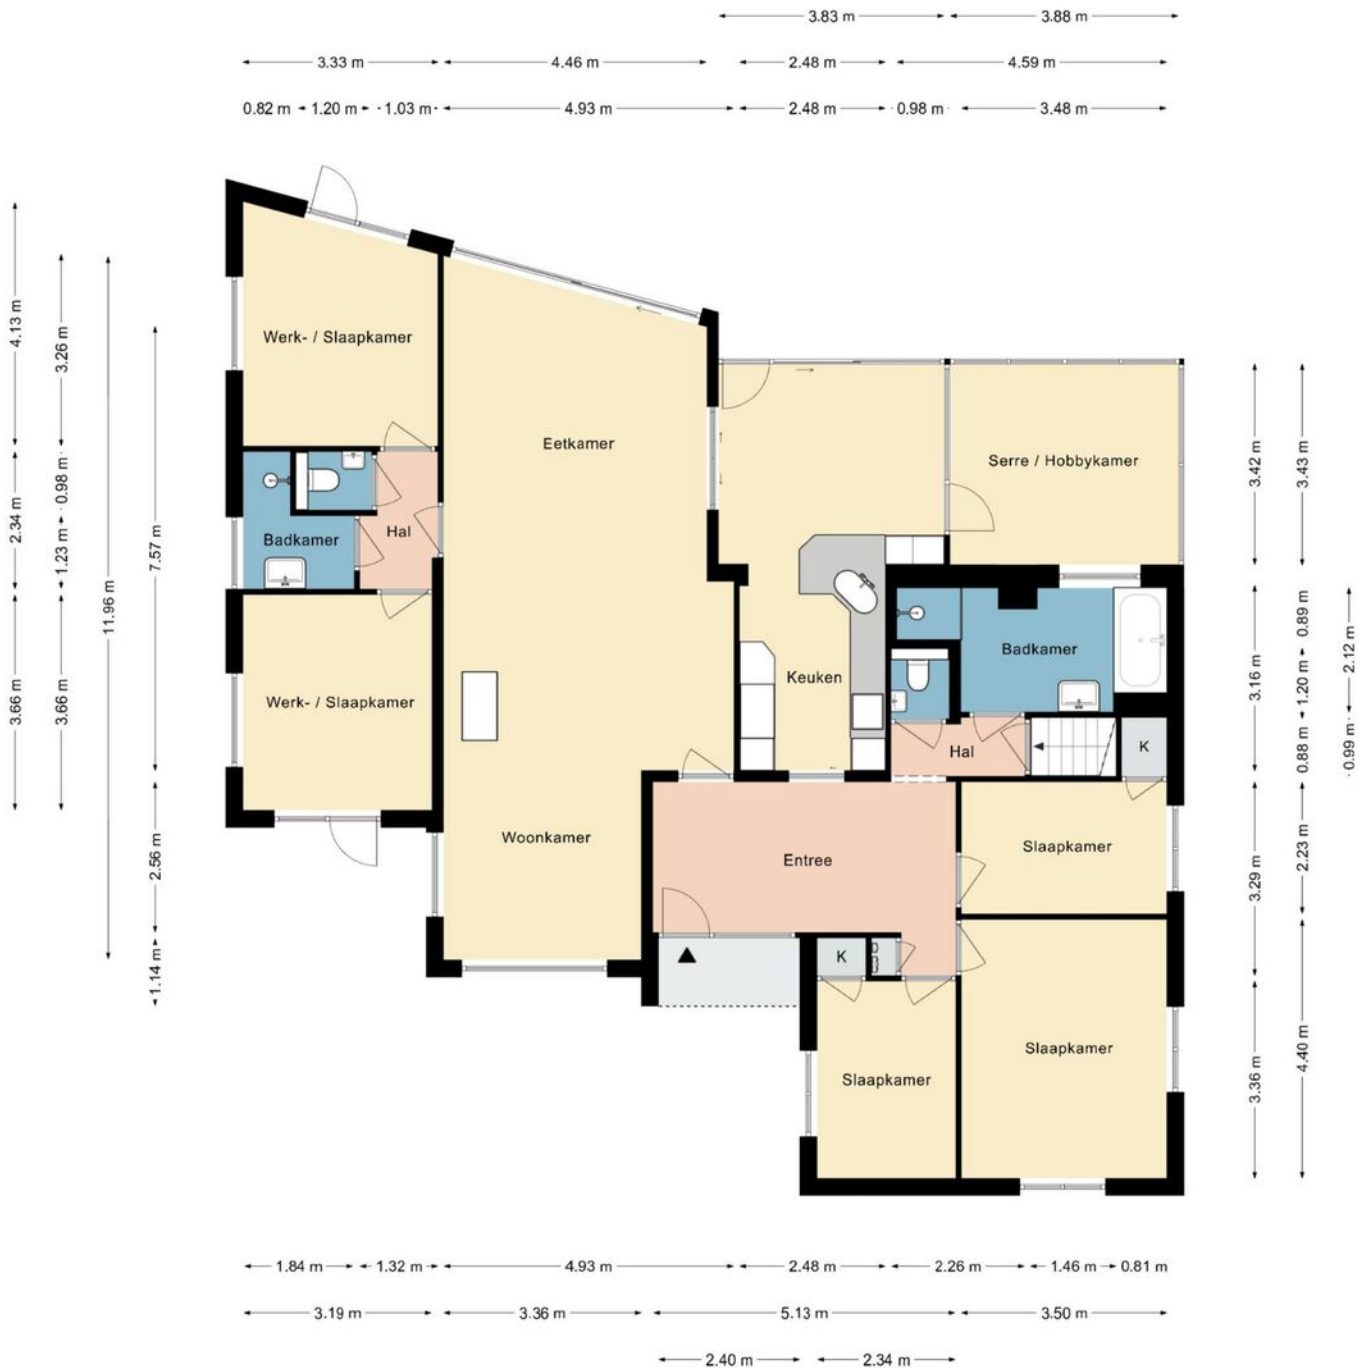 3.83 m 3.88 m
3.33 m 4.46 m 2.48 m 4.59 m
0.82 m 1.20 m 1.03 m 4.93 m 2.48 m 0.98 m 3.48 m
4.13 m
2.34 m
3.66 m
3.26 m
0.98 m
1.23 m
3.66 m
11.96 m
7.57 m
2.56 m
1.14 m
Werk- / Slaapkamer
Eetkamer
Serre / Hobbykamer
Badkamer
Hal
Werk- / Slaapkamer
Keuken
Badkamer
Hal
K
Woonkamer
Entree
Slaapkamer
K
Slaapkamer
Slaapkamer
3.42 m
3.16 m
3.29 m
3.36 m
3.43 m
0.89 m
1.20 m
0.88 m
2.23 m
4.40 m
2.12 m
0.99 m
1.84 m 1.32 m 4.93 m 2.48 m 2.26 m 1.46 m 0.81 m
3.19 m 3.36 m 5.13 m 3.50 m
2.40 m 2.34 m